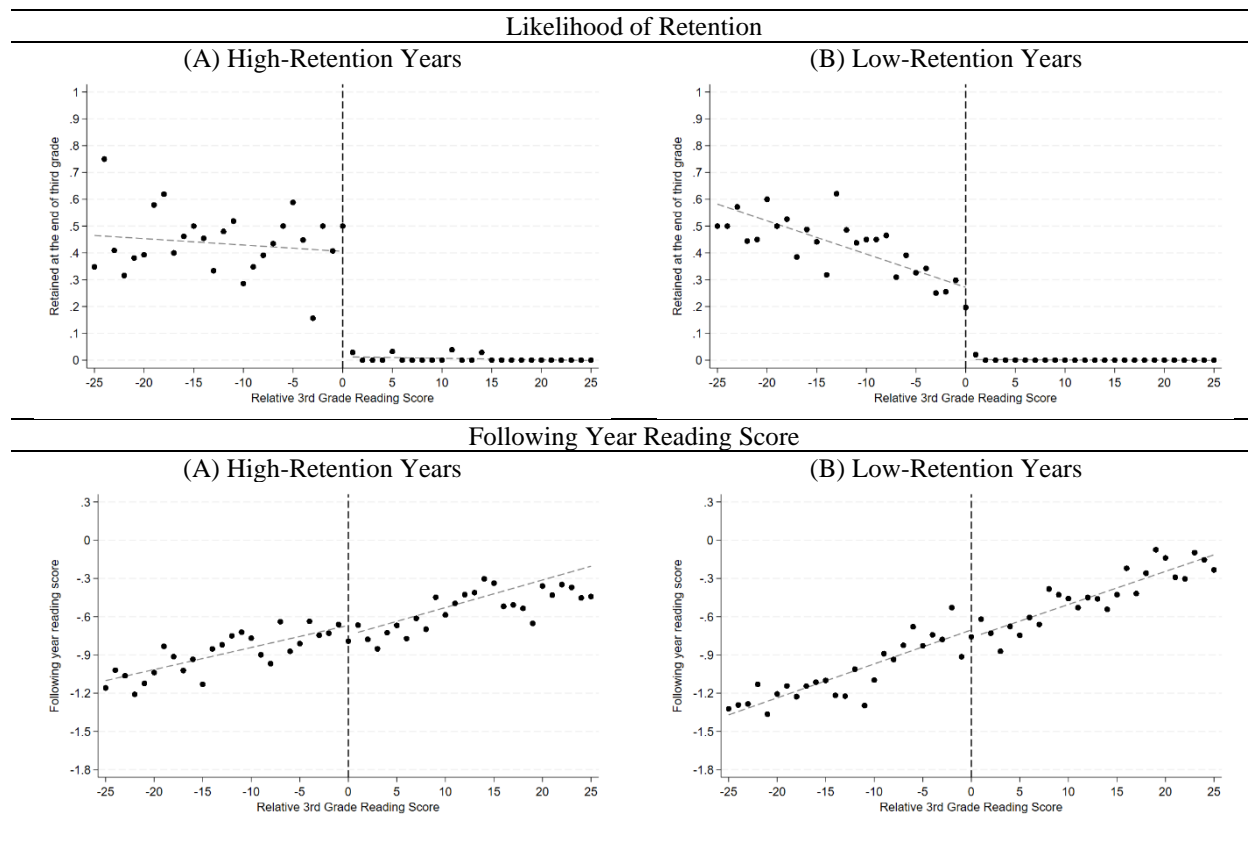 Likelihood of Retention
(A) High-Retention Years
(B) Low-Retention Years
Retained at the end of third grade
1
.9
.8
.7
.6
.5
.4
.3
.2
.1
0
-25 -20 -15 -10 -5 0 5 10 15 20 25
Relative 3rd Grade Reading Score
Retained at the end of third grade
1
.9
.8
.7
.6
.5
.4
.3
.2
.1
0
-25 -20 -15 -10 -5 0 5 10 15 20 25
Relative 3rd Grade Reading Score
Following Year Reading Score
(A) High-Retention Years
(B) Low-Retention Years
Following year reading score
.3
0
-.3
-.6
-.9
-1.2
-1.5
-1.8
-25 -20 -15 -10 -5 0 5 10 15 20 25
Relative 3rd Grade Reading Score
Following year reading score
.3
0
-.3
-.6
-.9
-1.2
-1.5
-1.8
-25 -20 -15 -10 -5 0 5 10 15 20 25
Relative 3rd Grade Reading Score